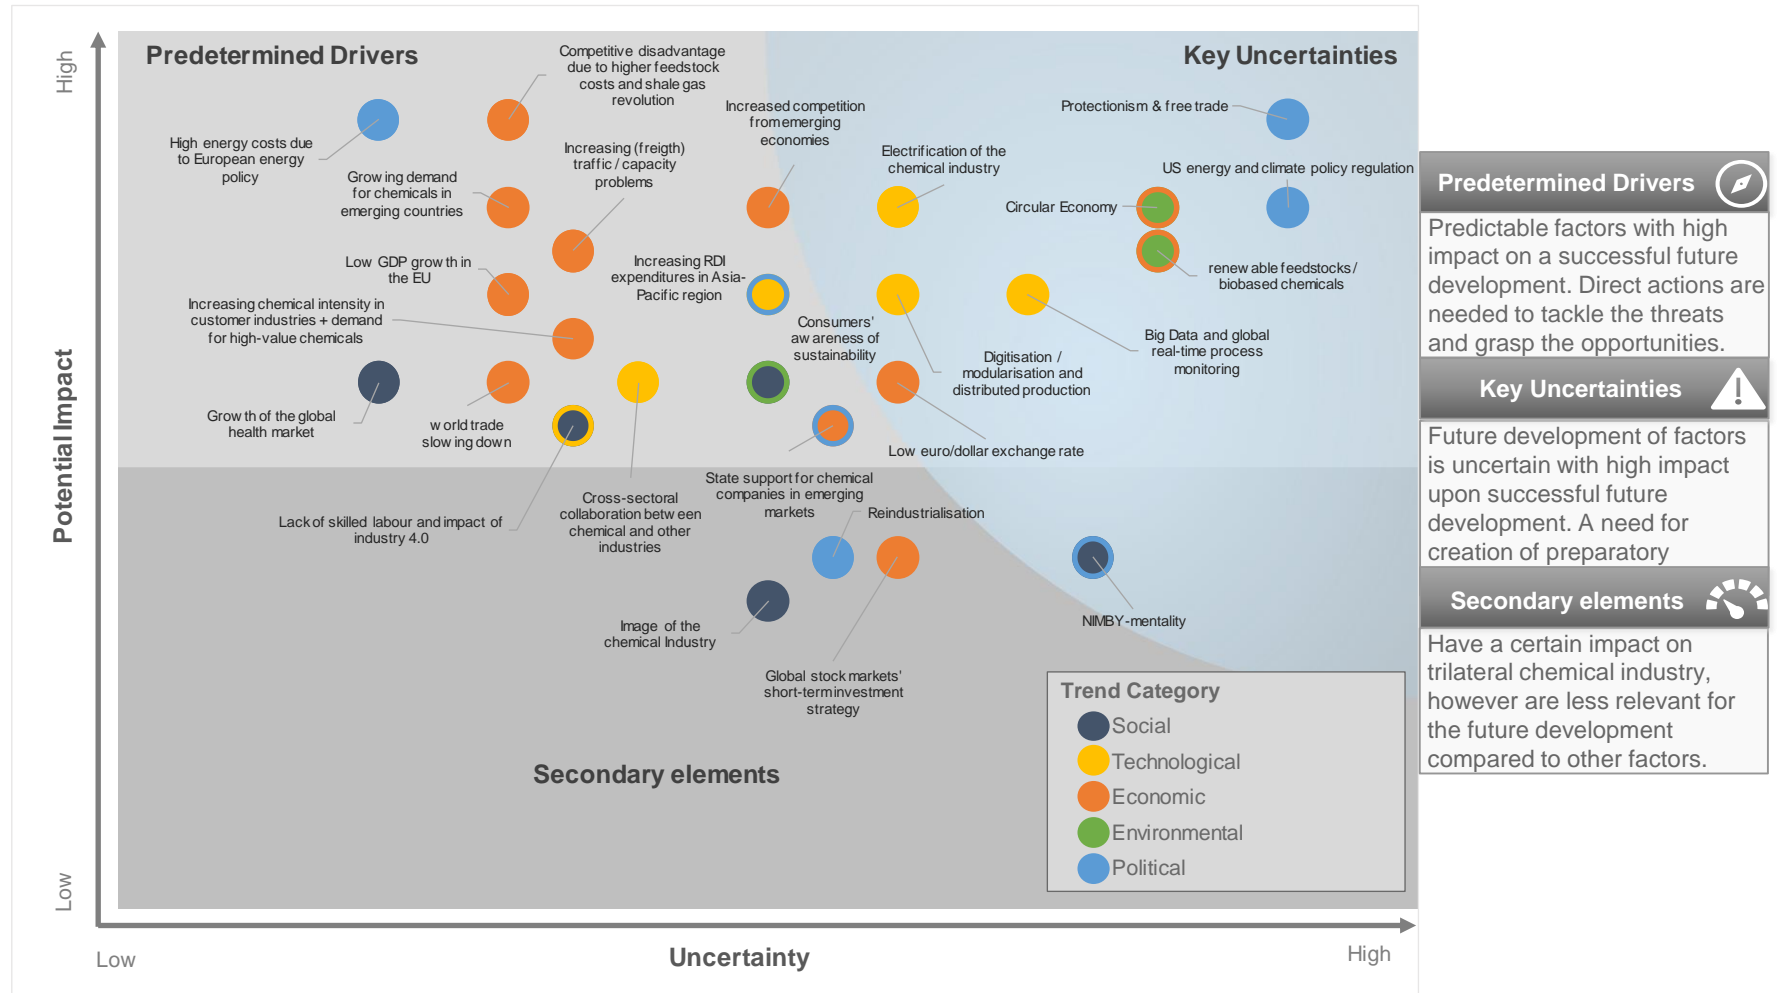 High
Predetermined Drivers
Key Uncertainties
Competitive disadvantage
due to higher feedstock
costs and shale gas
revolution
Increased competition
from emerging
economies
Protectionism & free trade
High energy costs due
to European energy
policy
Increasing (freigth)
traffic / capacity
problems
Electrification of the
chemical industry
US energy and climate policy regulation
Growing demand
for chemicals in
emerging countries
Circular Economy
Low GDP growth in
the EU
Increasing RDI
expenditures in Asia-
Pacific region
renewable feedstocks /
biobased chemicals
Increasing chemical intensity in
customer industries + demand
for high-value chemicals
Consumers'
awareness of
sustainability
Big Data and global
real-time process
monitoring
Digitisation /
modularisation and
distributed production
Growth of the global
health market
world trade
slowing down
Low euro/dollar exchange rate
State support for chemical
companies in emerging
markets
Cross-sectoral
collaboration between
chemical and other
industries
Lack of skilled labour and impact of
industry 4.0
Reindustrialisation
Image of the
chemical Industry
NIMBY-mentality
Global stock markets'
short-term investment
strategy
Secondary elements
Trend Category
Social
Technological
Economic
Environmental
Political
Potential Impact
Low
Low
Uncertainty
High
Predetermined Drivers
Predictable factors with high
impact on a successful future
development. Direct actions are
needed to tackle the threats
and grasp the opportunities.
Key Uncertainties
Future development of factors
is uncertain with high impact
upon successful future
development. A need for
creation of preparatory
Secondary elements
Have a certain impact on
trilateral chemical industry,
however are less relevant for
the future development
compared to other factors.